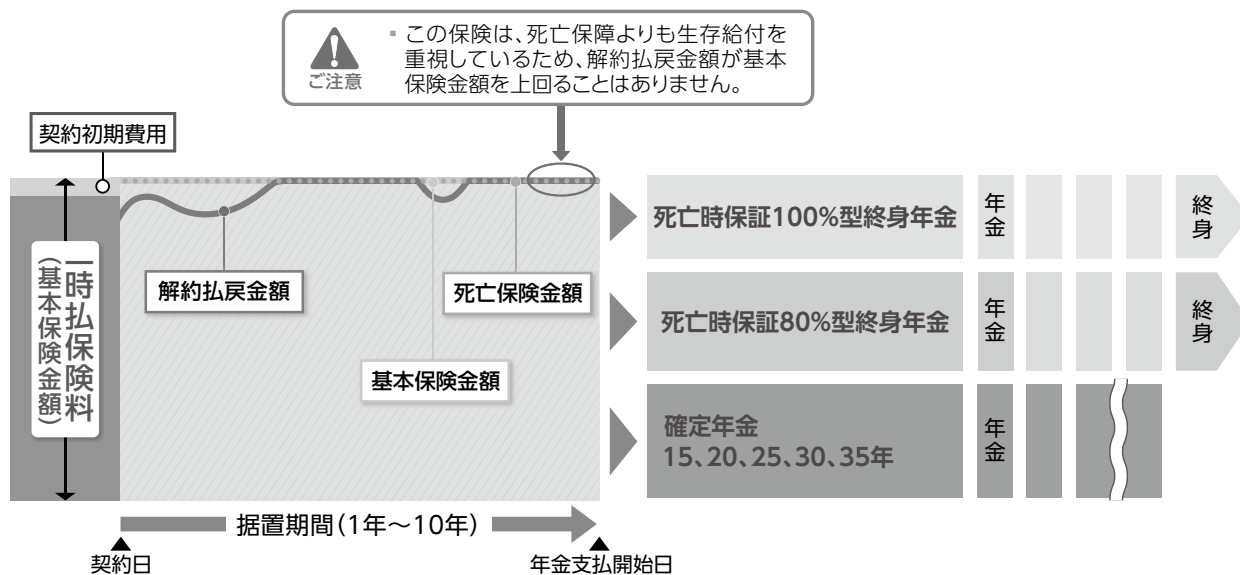 ▪ この保険は、死亡保障よりも生存給付を
重視しているため、解約払戻金額が基本
保険金額を上回ることはありません。
ご注意
契約初期費用
一時払保険料
(基本保険金額)
解約払戻金額
死亡保険金額
基本保険金額
死亡時保証100%型終身年金
年金
終身
死亡時保証80%型終身年金
年金
終身
確定年金
15、20、25、30、35年
年金
据置期間(1年〜10年)
契約日
年金支払開始日